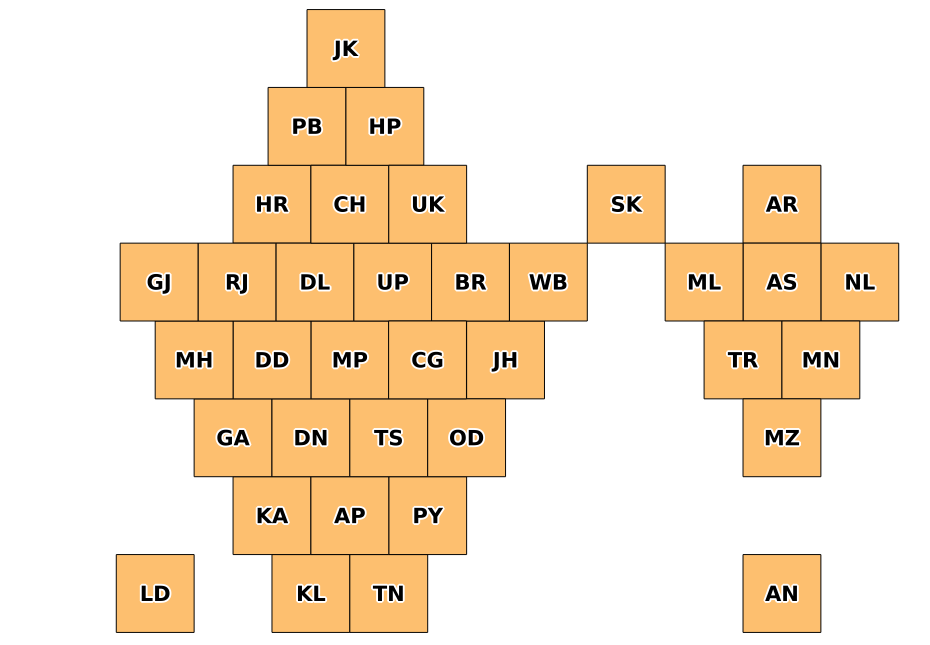 JK
PB HP
HR CH UK SK AR
GJ RJ DL UP BR WB ML AS NL
MH DD MP CG JH TR MN
GA DN TS OD MZ
KA AP PY
LD KL TN AN